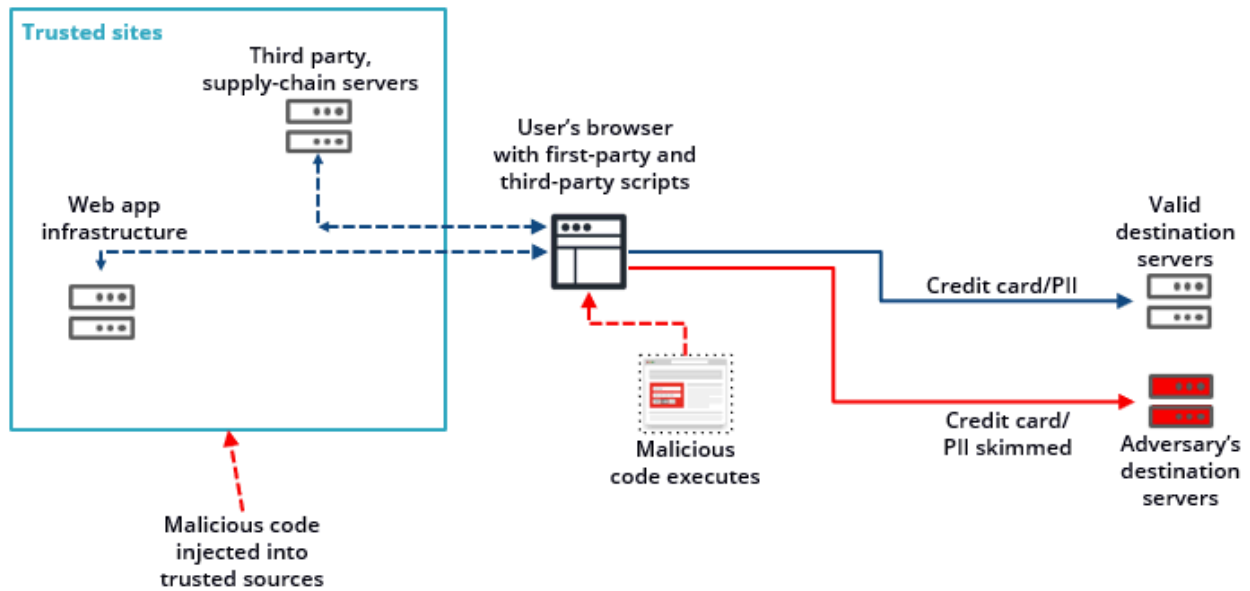 Trusted sites
Third party,
supply-chain servers
User's browser
with first-party and
third-party scripts
Web app
infrastructure
Valid
destination
servers
Credit card/PII
Credit card/
PII skimmed
Adversary's
destination
servers
Malicious
code executes
Malicious code
injected into
trusted sources